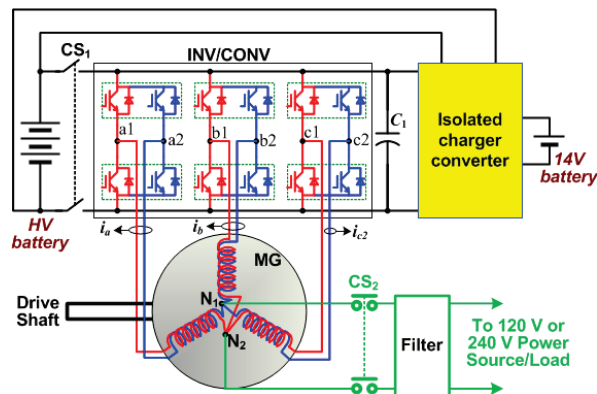 CS1
INV/CONV
a1
a2
b1
b2
c1
c2
C1
Isolated
charger
converter
14V
battery
HV
battery
ia
ib
ic2
MG
Drive
Shaft
N1
N2
CS2
Filter
To 120 V or
240 V Power
Source/Load